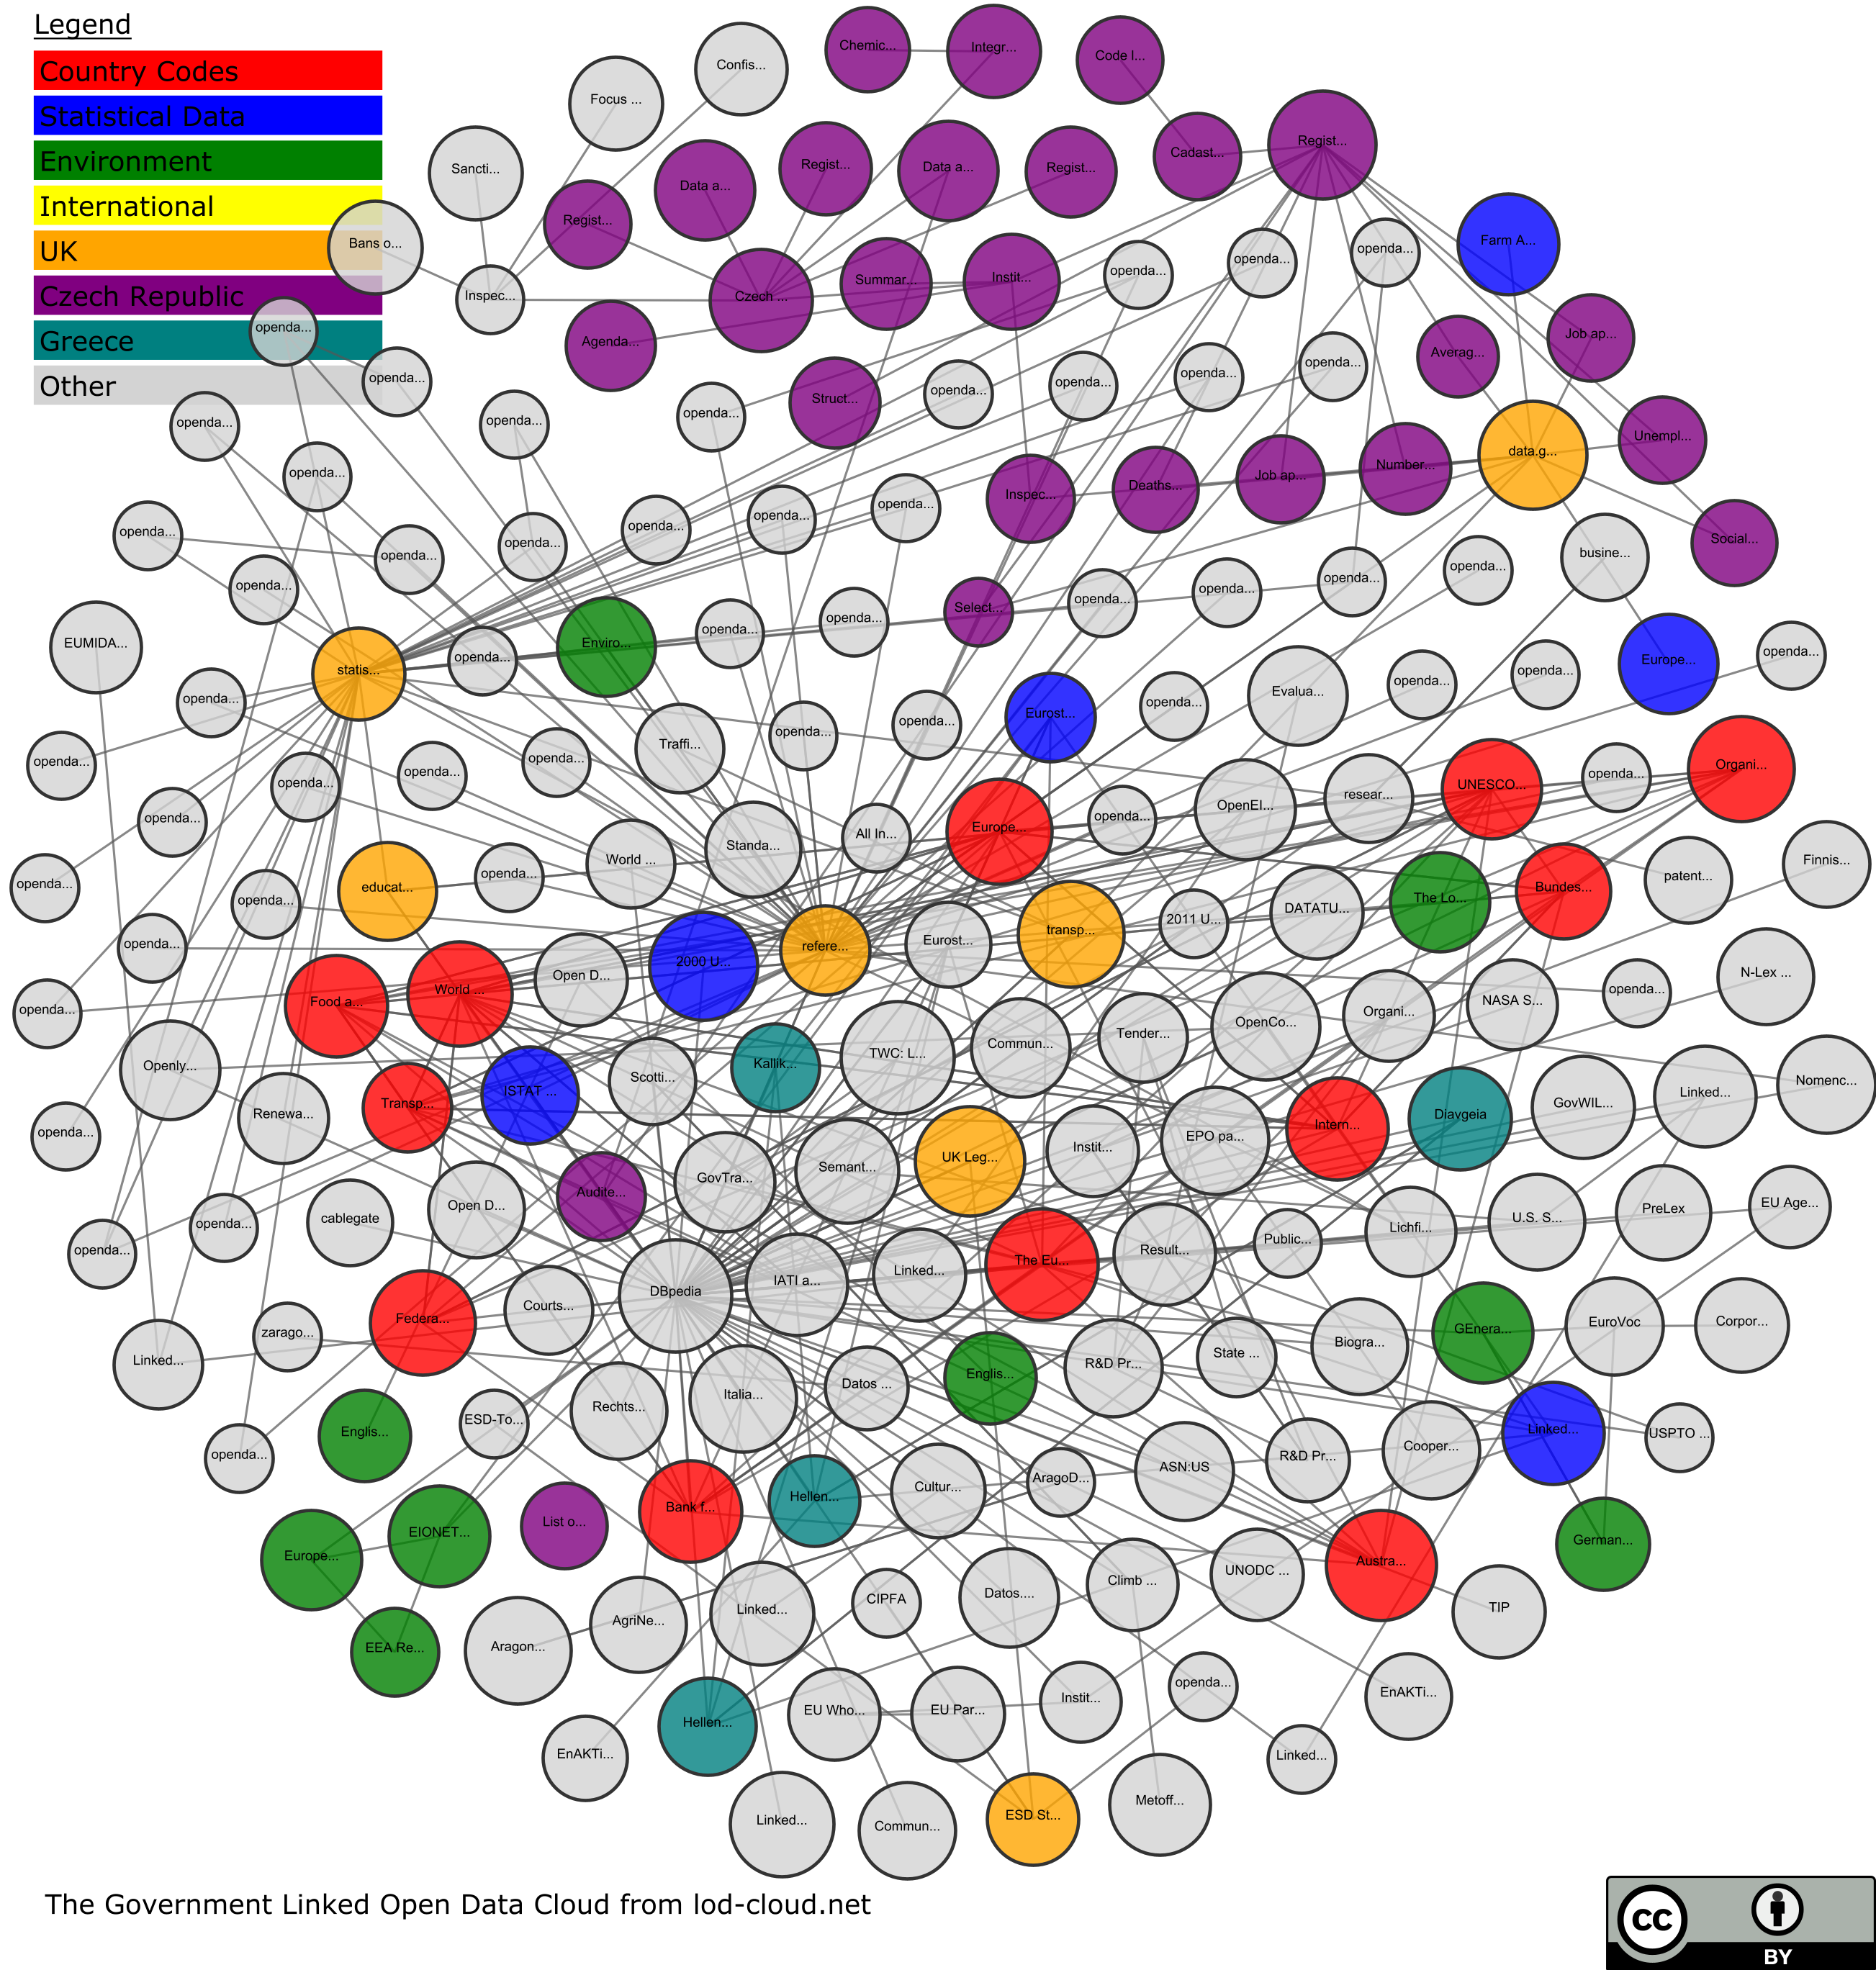 Legend
Country Codes
Statistical Data
Environment
International
UK
Czech Republic
Greece
Other
Chemic...
Integr...
Code l...
Confis...
Focus ...
Regist...
Sancti...
Regist...
Data a...
Regist...
Data a...
Regist...
Cadast...
Bans o...
Inspec...
Czech ...
Summar...
Instit...
openda...
openda...
openda...
Farm A...
openda...
openda...
Agenda...
Struct...
openda...
openda...
openda...
openda...
Averag...
Job ap...
openda...
openda...
openda...
openda...
Inspec...
Deaths...
Job ap...
Number...
data.g...
Unempl...
openda...
openda...
openda...
openda...
openda...
openda...
busine...
Social...
openda...
EUMIDA...
statis...
openda...
Enviro...
openda...
openda...
Select...
openda...
openda...
openda...
openda...
Europe...
openda...
openda...
openda...
openda...
Traffi...
openda...
openda...
Eurost...
openda...
Evalua...
openda...
openda...
openda...
openda...
openda...
World ...
Standa...
All In...
Europe...
openda...
OpenEI...
resear...
UNESCO...
openda...
Organi...
openda...
educat...
openda...
refere...
Eurost...
transp...
2011 U...
DATATU...
The Lo...
Bundes...
patent...
Finnis...
openda...
openda...
2000 U...
Open D...
World ...
Food a...
openda...
Commun...
Tender...
OpenCo...
Organi...
NASA S...
openda...
N-Lex ...
Openly...
Renewa...
Transp...
ISTAT ...
Scotti...
Kallik...
TWC: L...
EPO pa...
Intern...
Diavgeia
GovWIL...
Linked...
Nomenc...
openda...
openda...
openda...
cablegate
Open D...
Audite...
GovTra...
Semant...
UK Leg...
Instit...
Lichfi...
U.S. S...
PreLex
EU Age...
zarago...
Linked...
Federa...
Courts...
DBpedia
IATI a...
Linked...
The Eu...
Result...
Public...
State ...
Biogra...
GEnera...
EuroVoc
Corpor...
openda...
Englis...
ESD-To...
Rechts...
Italia...
Datos ...
Englis...
R&D Pr...
R&D Pr...
Cooper...
Linked...
USPTO ...
Europe...
EIONET...
List o...
Bank f...
Hellen...
Cultur...
AragoD...
ASN:US
Austra...
German...
EEA Re...
Aragon...
AgriNe...
Linked...
CIPFA
Datos....
Climb ...
UNODC ...
TIP
EnAKTi...
Hellen...
EU Who...
EU Par...
Instit...
openda...
Linked...
EnAKTi...
Linked...
Commun...
ESD St...
Metoff...
The Government Linked Open Data Cloud from lod-cloud.net
cc
BY